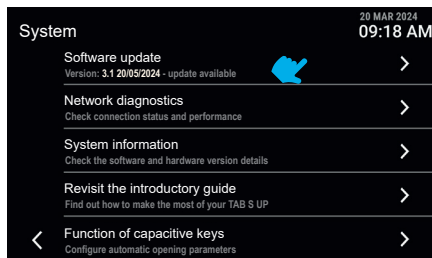 20 MAR 2024
System
09:18 AM
Software update
Version: 3.1 20/05/2024 - update available
Network diagnostics
Check connection status and performance
System information
Check the software and hardware version details
Revisit the introductory guide
Find out how to make the most of your TAB S UP
Function of capacitive keys
Configure automatic opening parameters